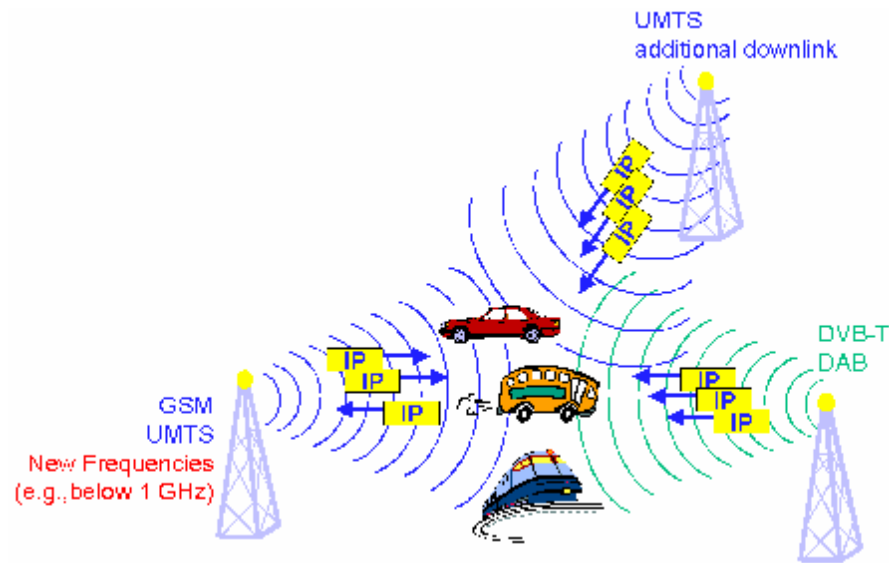 UMTS
additional downlink
IP
IP
IP
DVB-T
DAB
IP
IP
IP
IP
IP
IP
GSM
UMTS
New Frequencies
(e.g., below 1 GHz)